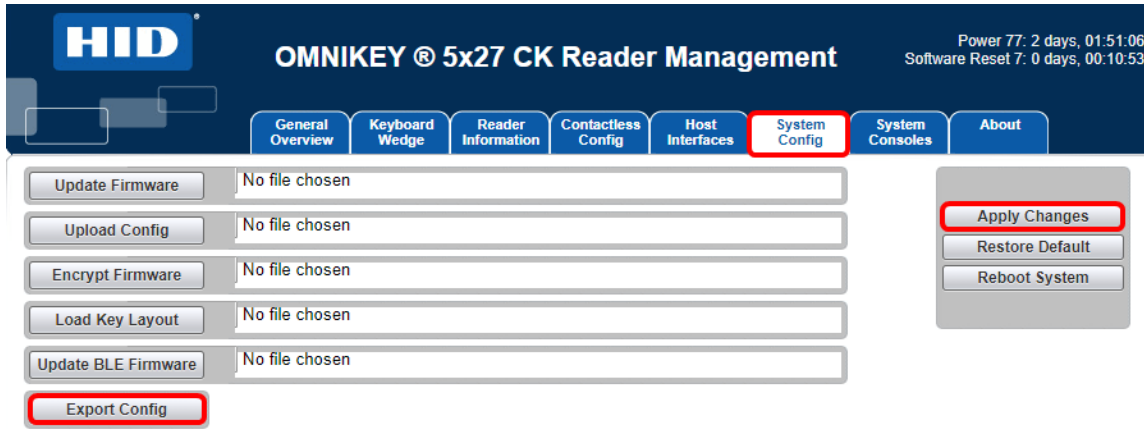 HID
OMNIKEY ® 5x27 CK Reader Management
Power 77: 2 days, 01:51:06
Software Reset 7: 0 days, 00:10:53
General Overview
Keyboard Wedge
Reader Information
Contactless Config
Host Interfaces
System Config
System Consoles
About
Update Firmware
No file chosen
Upload Config
No file chosen
Encrypt Firmware
No file chosen
Load Key Layout
No file chosen
Update BLE Firmware
No file chosen
Export Config
Apply Changes
Restore Default
Reboot System